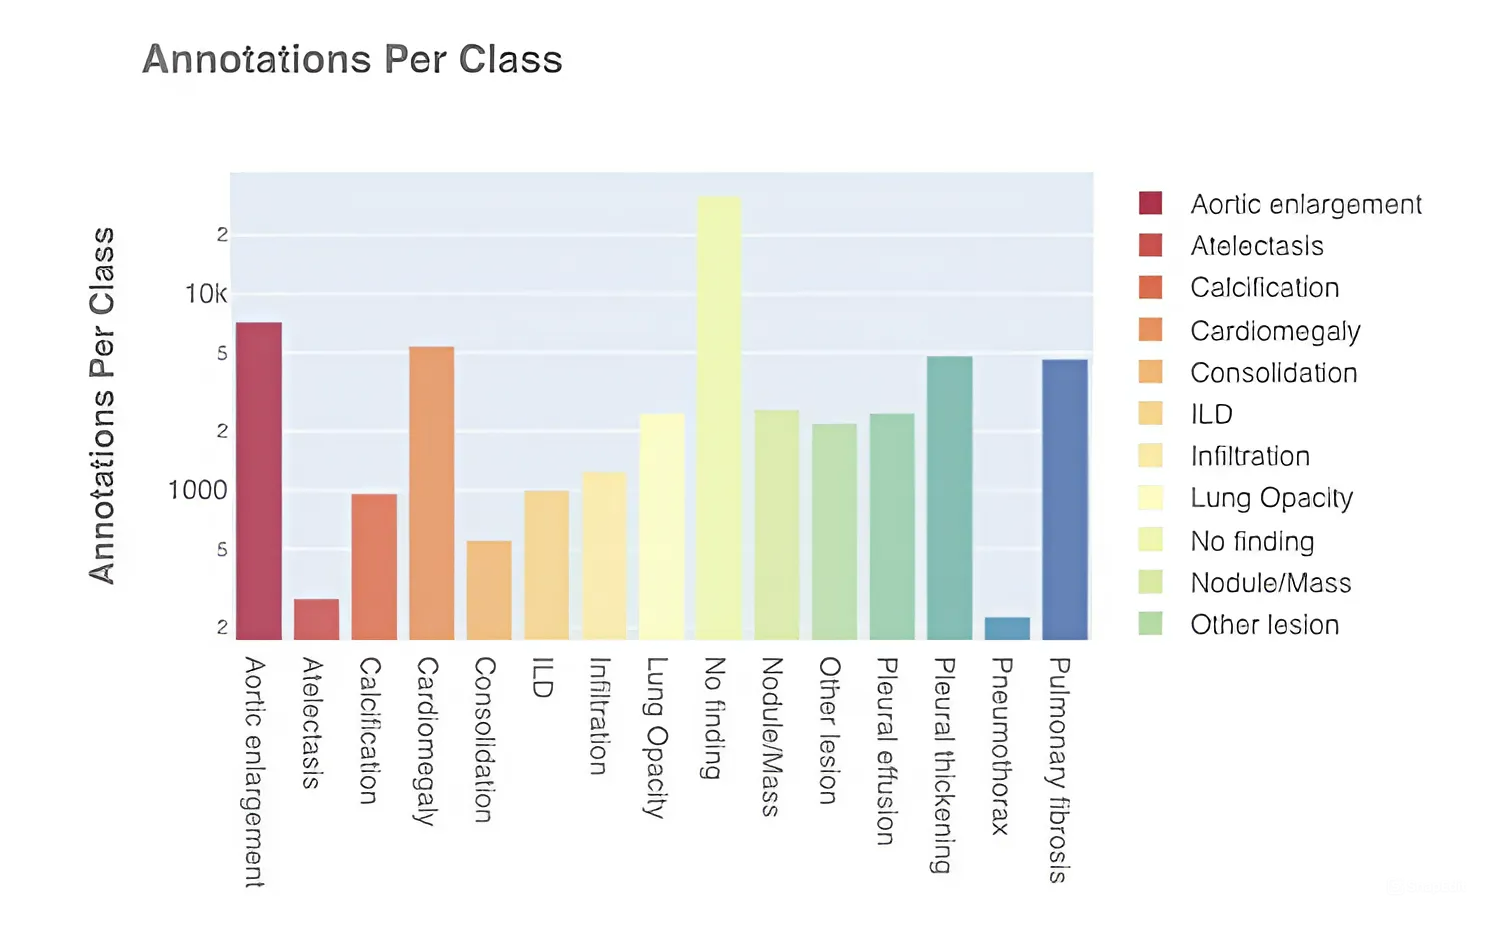 Annotations Per Class
Annotations Per Class
2
10k
5
2
1000
5
2
Aortic enlargement
Atelectasis
Calcification
Cardiomegaly
Consolidation
ILD
Infiltration
Lung Opacity
No finding
Nodule/Mass
Other lesion
Pleural effusion
Pleural thickening
Pneumothorax
Pulmonary fibrosis
Aortic enlargement
Atelectasis
Calcification
Cardiomegaly
Consolidation
ILD
Infiltration
Lung Opacity
No finding
Nodule/Mass
Other lesion